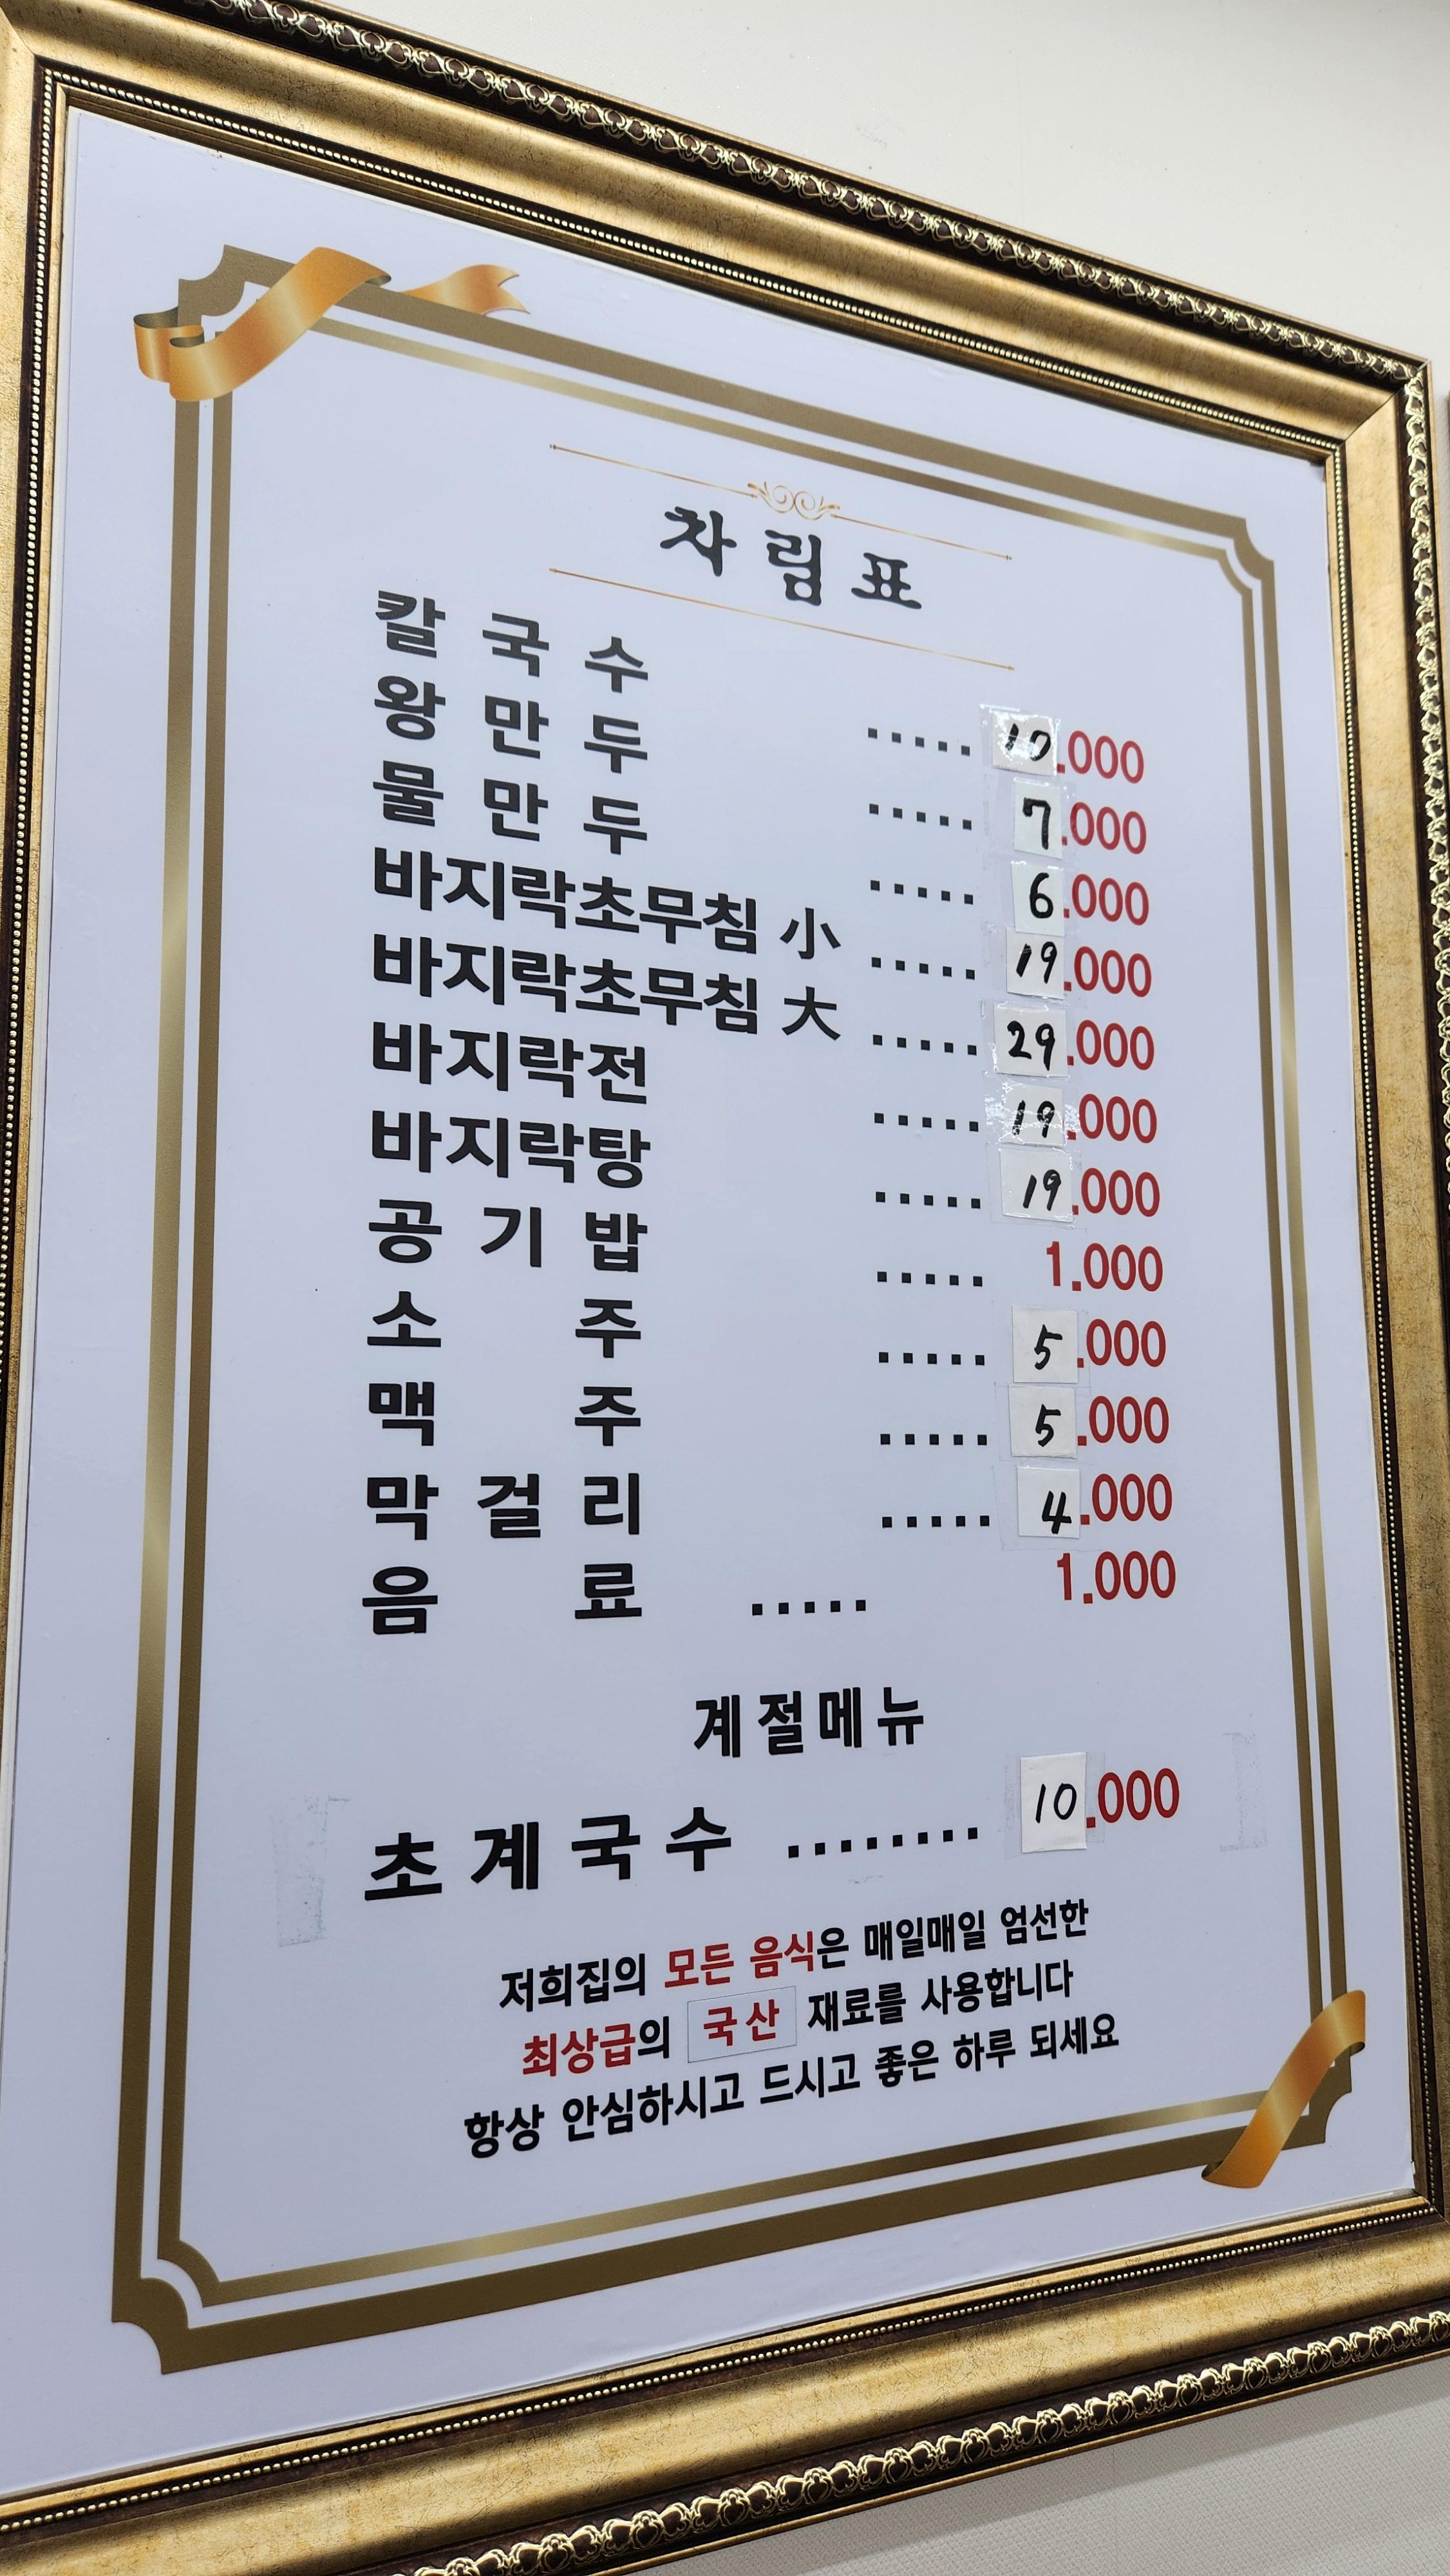 차림표
칼국수 ..... 10.000
왕만두 ..... 7.000
물만두 ..... 6.000
바지락초무침 小 ..... 19.000
바지락초무침 大 ..... 29.000
바지락전 ..... 19.000
바지락탕 ..... 19.000
공기밥 ..... 1.000
소주 ..... 5.000
맥주 ..... 5.000
막걸리 ..... 4.000
음료 ..... 1.000
계절메뉴
초계국수 ........ 10.000
저희집의 모든 음식은 매일매일 엄선한
최상급의 국산 재료를 사용합니다
항상 안심하시고 드시고 좋은 하루 되세요